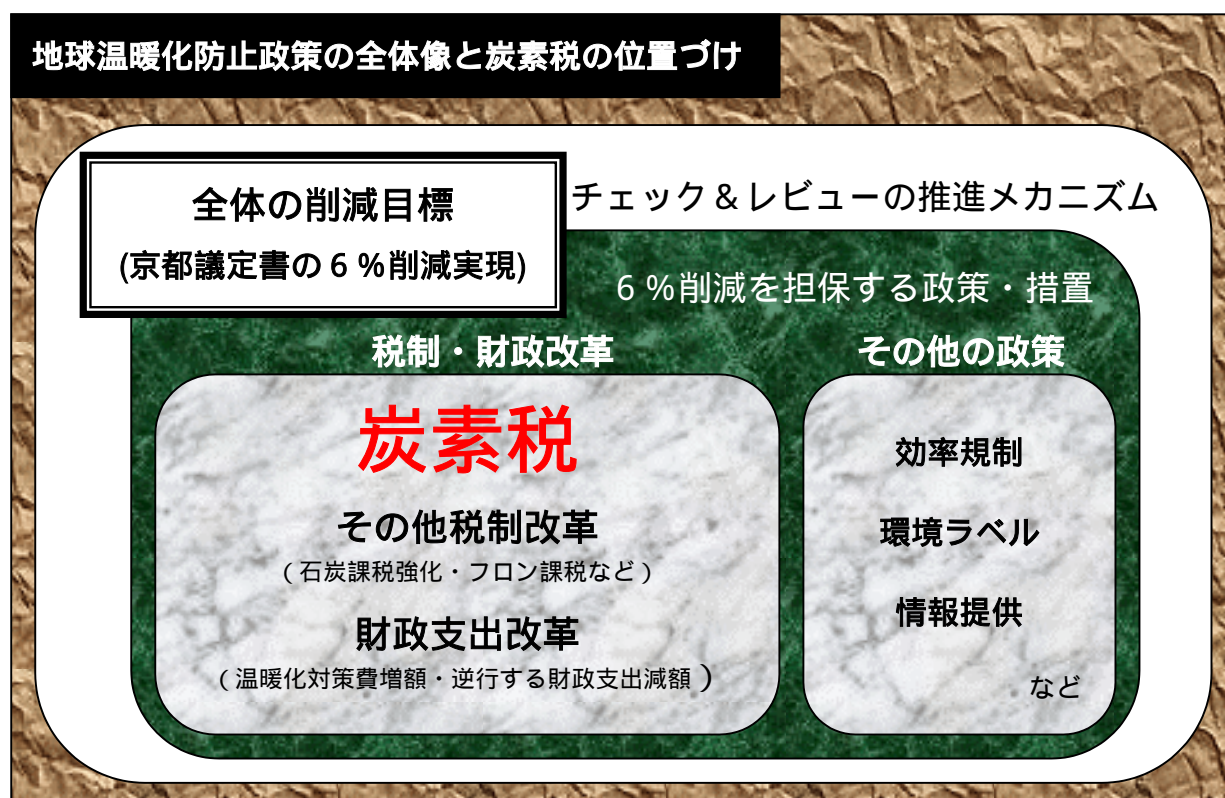 地球温暖化防止政策の全体像と炭素税の位置づけ
全体の削減目標
(京都議定書の6%削減実現)
チェック＆レビューの推進メカニズム
6%削減を担保する政策・措置
税制・財政改革
炭素税
その他税制改革
（石炭課税強化・フロン課税など）
財政支出改革
（温暖化対策費増額・逆行する財政支出減額）
その他の政策
効率規制
環境ラベル
情報提供
など